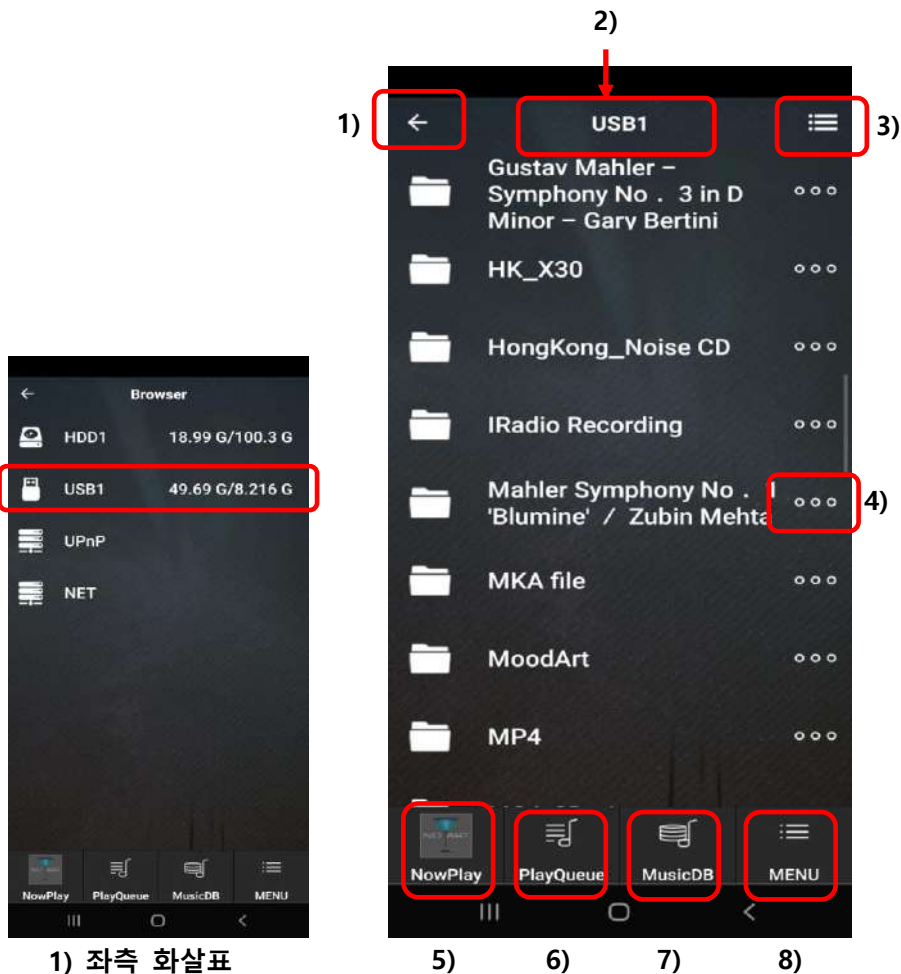 2)
1)
USB1
3)
Gustav Mahler –
Symphony No . 3 in D
Minor – Gary Bertini
HK_X30
HongKong_Noise CD
IRadio Recording
Mahler Symphony No . 1
'Blumine' / Zubin Mehta
4)
MKA file
MoodArt
MP4
NowPlay
PlayQueue
MusicDB
MENU
5)
6)
7)
8)
Browser
HDD1 18.99 G/100.3 G
USB1 49.69 G/8.216 G
UPnP
NET
NowPlay
PlayQueue
MusicDB
MENU
1) 좌측 화살표